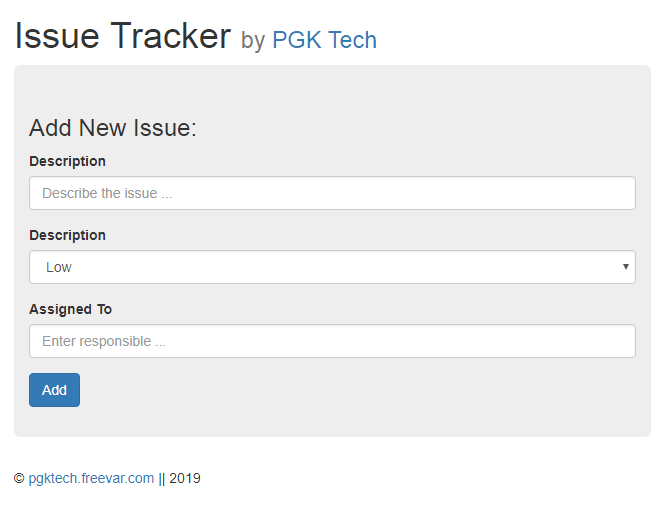 Issue Tracker by PGK Tech
Add New Issue:
Description
Describe the issue ...
Description
Low
Assigned To
Enter responsible ...
Add
© pgktech.freevar.com || 2019